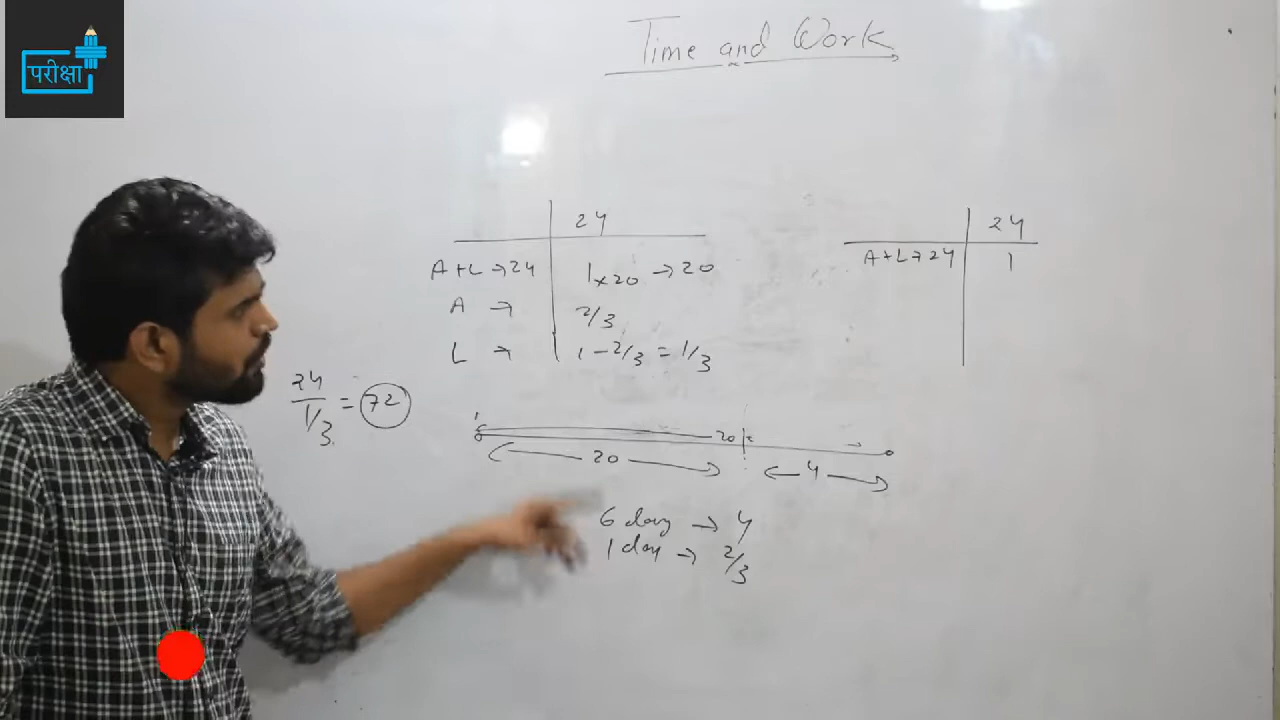 परीक्षा
Time and Work
24
A+L → 24 1×20 → 20
A → 2/3
L → 1 - 2/3 = 1/3
24
A+L → 24 1
24/1/3 = 72
20
20 4
6 day → 4
1 day → 2/3